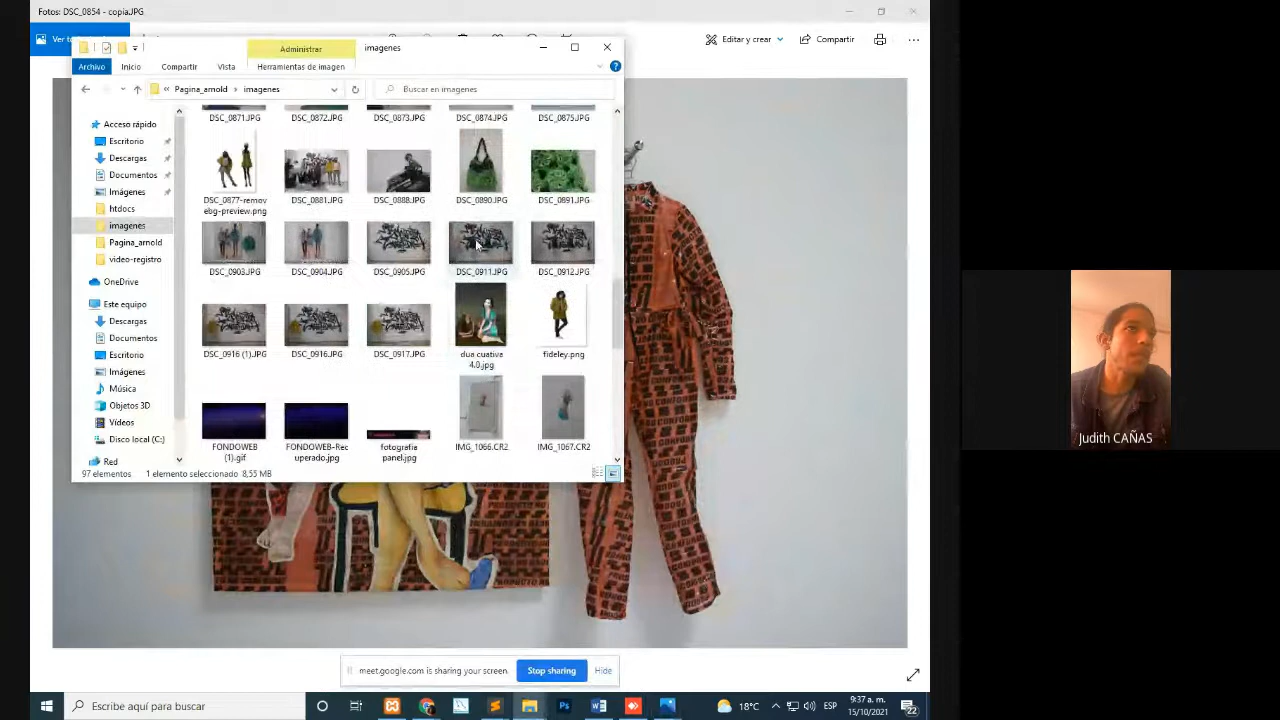 Fotos: DSC_0854 - copia.JPG
Editar y crear
Compartir
Administrar
imagenes
Archivo
Inicio
Compartir
Vista
Herramientas de imagen
Pagina_arnold
imagenes
Buscar en imagenes
Acceso rápido
Escritorio
Descargas
Documentos
Imágenes
htdocs
imagenes
Pagina_arnold
video-registro
OneDrive
Este equipo
Descargas
Documentos
Escritorio
Imágenes
Música
Objetos 3D
Vídeos
Disco local (C:)
Red
DSC_0871.JPG
DSC_0872.JPG
DSC_0873.JPG
DSC_0874.JPG
DSC_0875.JPG
DSC_0877-remov
ebg-preview.png
DSC_0881.JPG
DSC_0888.JPG
DSC_0890.JPG
DSC_0891.JPG
DSC_0903.JPG
DSC_0904.JPG
DSC_0905.JPG
DSC_0911.JPG
DSC_0912.JPG
DSC_0916 (1).JPG
DSC_0916.JPG
DSC_0917.JPG
dua cuativa
4.0.jpg
fideley.png
FONDOWEB
(1).gif
FONDOWEB-Rec
uperado.jpg
fotografia
panel.jpg
IMG_1066.CR2
IMG_1067.CR2
97 elementos
1 elemento seleccionado 8,55 MB
Judith CAÑAS
meet.google.com is sharing your screen.
Stop sharing
Hide
Escribe aquí para buscar
18°C
ESP
9:37 a. m.
15/10/2021
22